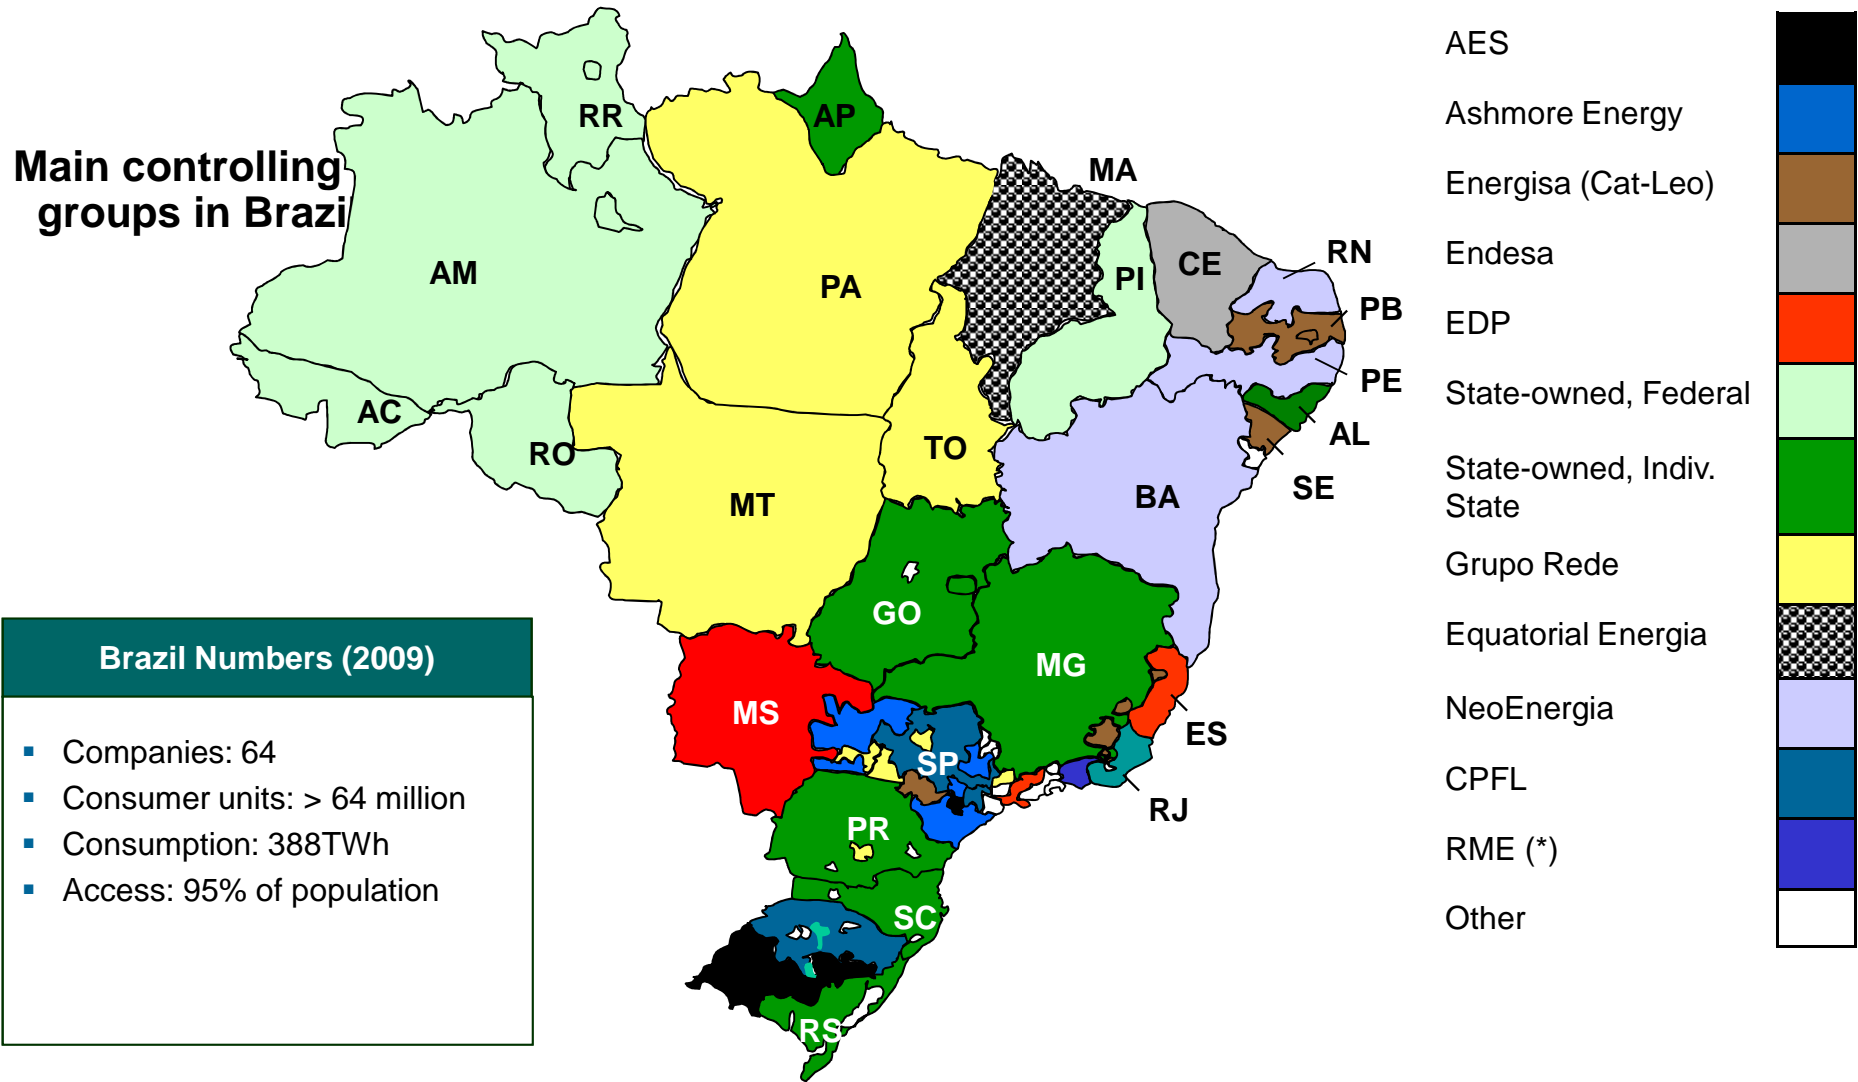 Main controlling
groups in Brazil
RR
AP
AM
PA
MA
PI
CE
RN
PB
PE
AL
SE
AC
RO
TO
MT
BA
GO
MG
MS
ES
SP
RJ
PR
SC
RS
Brazil Numbers (2009)
▪ Companies: 64
▪ Consumer units: > 64 million
▪ Consumption: 388TWh
▪ Access: 95% of population
AES
Ashmore Energy
Energisa (Cat-Leo)
Endesa
EDP
State-owned, Federal
State-owned, Indiv.
State
Grupo Rede
Equatorial Energia
NeoEnergia
CPFL
RME (*)
Other